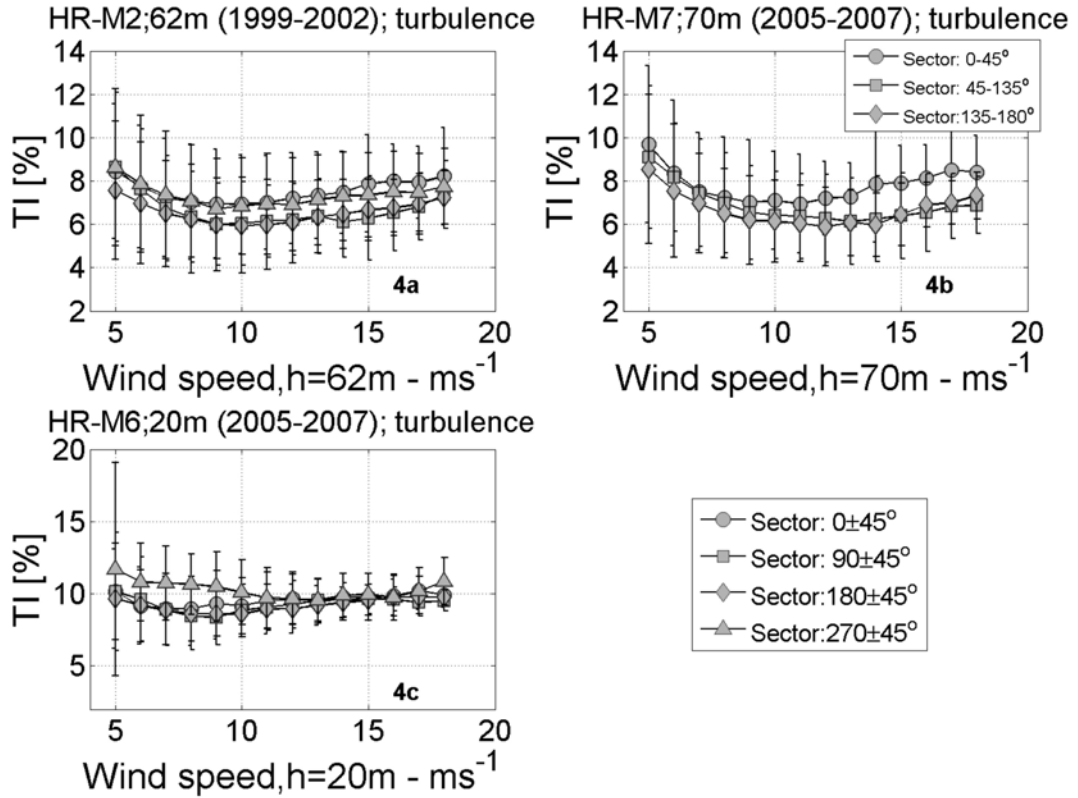 HR-M2;62m (1999-2002); turbulence
14
12
10
8
6
4
2
TI [%]
4a
5
10
15
20
Wind speed,h=62m - ms⁻¹
HR-M7;70m (2005-2007); turbulence
14
12
10
8
6
4
2
TI [%]
Sector: 0-45°
Sector: 45-135°
Sector:135-180°
4b
5
10
15
20
Wind speed,h=70m - ms⁻¹
HR-M6;20m (2005-2007); turbulence
20
15
10
5
TI [%]
4c
5
10
15
20
Wind speed,h=20m - ms⁻¹
Sector: 0±45°
Sector: 90±45°
Sector:180±45°
Sector:270±45°